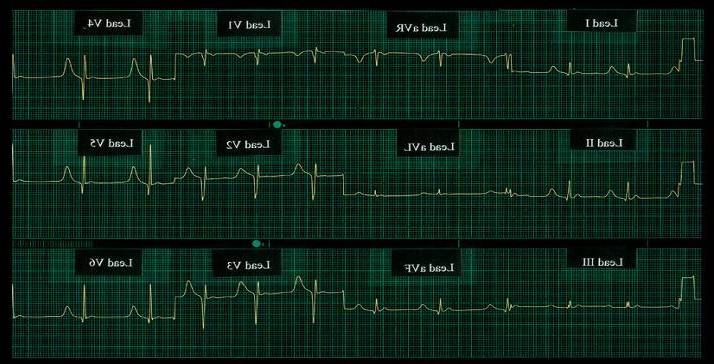 Lead V4
Lead V1
Lead aVR
Lead I
Lead V5
Lead V2
Lead aVL
Lead II
Lead V6
Lead V3
Lead aVF
Lead III